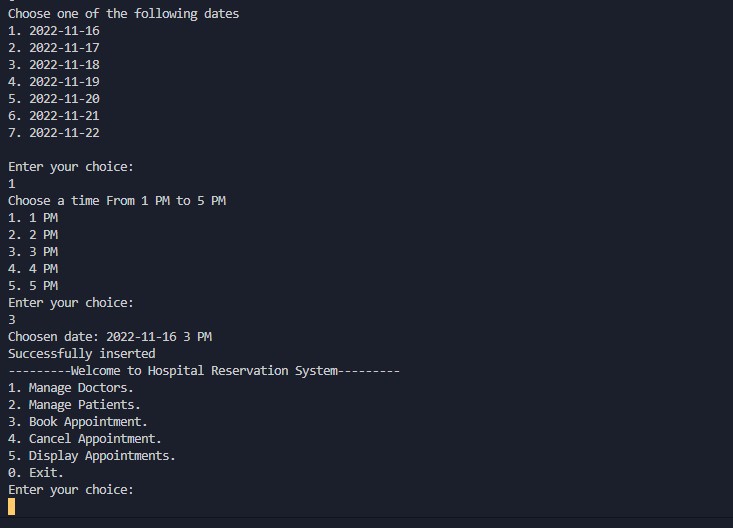 Choose one of the following dates
1. 2022-11-16
2. 2022-11-17
3. 2022-11-18
4. 2022-11-19
5. 2022-11-20
6. 2022-11-21
7. 2022-11-22
Enter your choice:
1
Choose a time From 1 PM to 5 PM
1. 1 PM
2. 2 PM
3. 3 PM
4. 4 PM
5. 5 PM
Enter your choice:
3
Choosen date: 2022-11-16 3 PM
Successfully inserted
---------Welcome to Hospital Reservation System---------
1. Manage Doctors.
2. Manage Patients.
3. Book Appointment.
4. Cancel Appointment.
5. Display Appointments.
0. Exit.
Enter your choice: